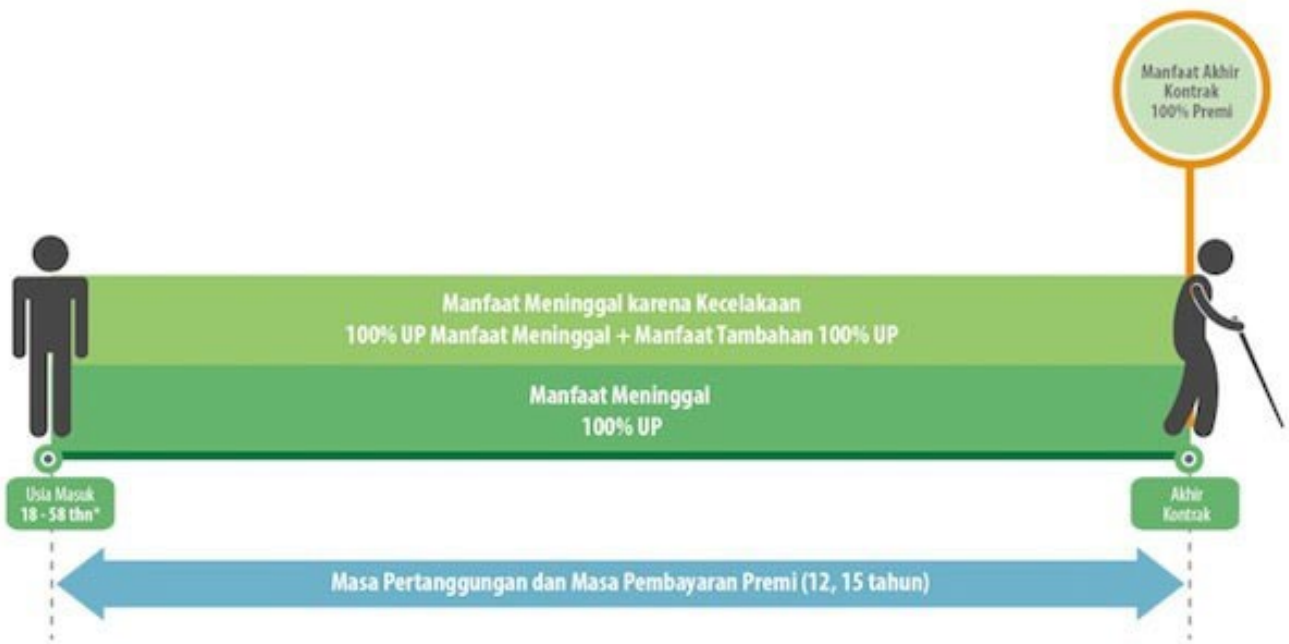 Manfaat Akhir
Kontrak
100% Premi
Manfaat Meninggal karena Kecelakaan
100% UP Manfaat Meninggal + Manfaat Tambahan 100% UP
Manfaat Meninggal
100% UP
Usia Masuk
18 - 58 thn*
Akhir
Kontrak
Masa Pertanggungan dan Masa Pembayaran Premi (12, 15 tahun)